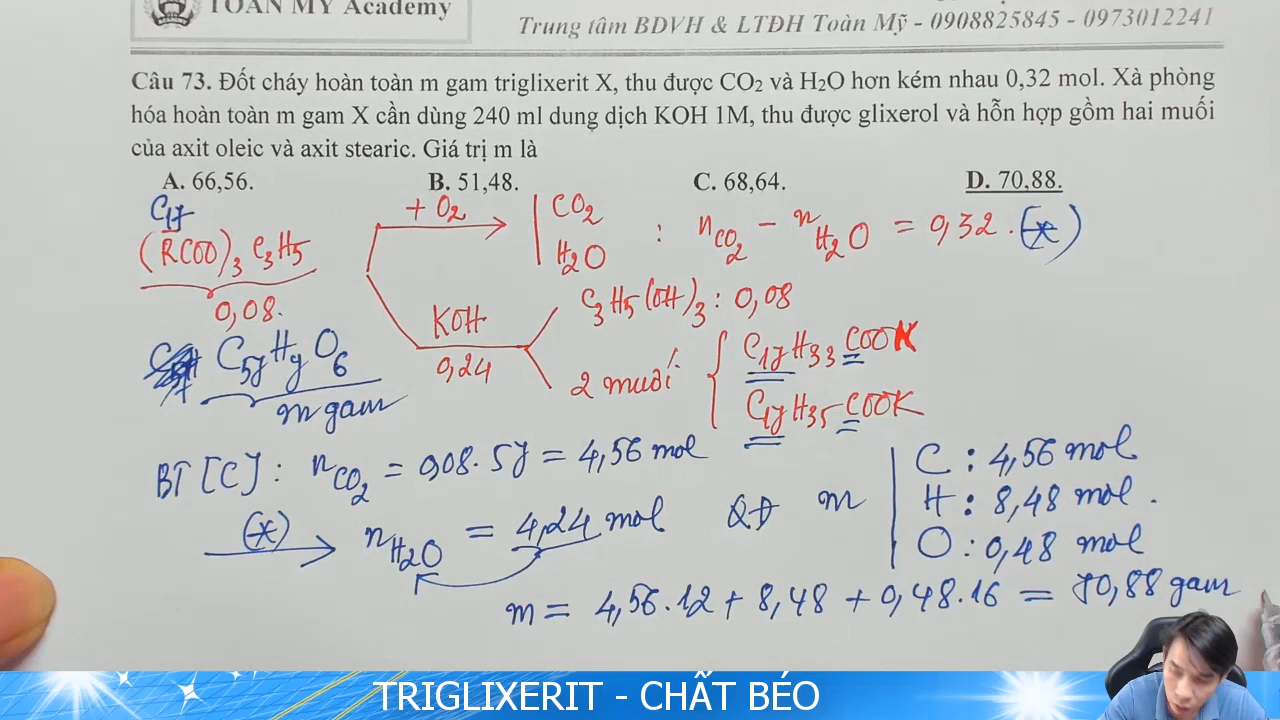 TOÀN MỸ Academy
Trung tâm BDVH & LTĐH Toàn Mỹ - 0908825845 - 0973012241
Câu 73. Đốt cháy hoàn toàn m gam triglixerit X, thu được CO2 và H2O hơn kém nhau 0,32 mol. Xà phòng
hóa hoàn toàn m gam X cần dùng 240 ml dung dịch KOH 1M, thu được glixerol và hỗn hợp gồm hai muối
của axit oleic và axit stearic. Giá trị m là
A. 66,56. B. 51,48. C. 68,64. D. 70,88.
C17
(RCOO)3 C3H5
0,08.
+ O2
CO2
H2O
: nCO2 - nH2O = 0,32. (*)
KOH
0,24
C3H5(OH)3 : 0,08
2 muối
C17H33COOK
C17H35COOK
C57HyO6
m gam
BT [C] : nCO2 = 0,08.57 = 4,56 mol
(*)
nH2O = 4,24 mol
QĐ m
C : 4,56 mol
H : 8,48 mol.
O : 0,48 mol
m = 4,56.12 + 8,48 + 0,48.16 = 70,88 gam
TRIGLIXERIT - CHẤT BÉO